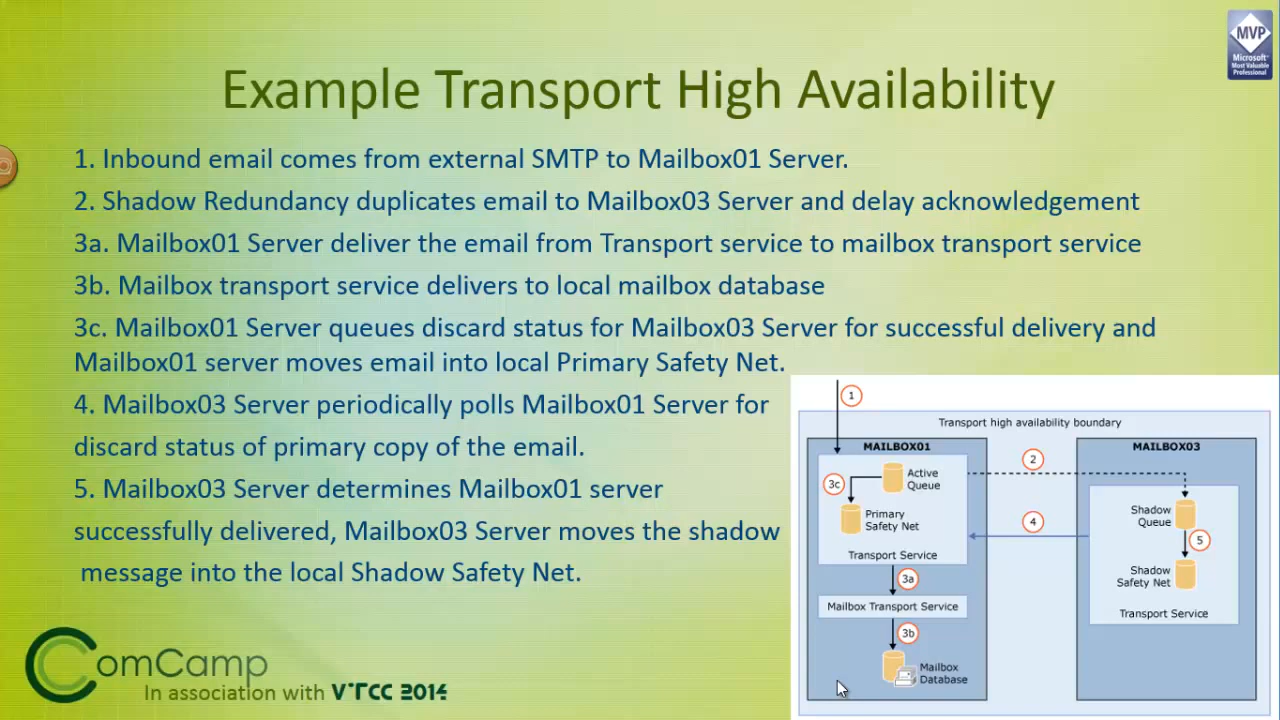 MVP
Microsoft®
Most Valuable
Professional
Example Transport High Availability
1. Inbound email comes from external SMTP to Mailbox01 Server.
2. Shadow Redundancy duplicates email to Mailbox03 Server and delay acknowledgement
3a. Mailbox01 Server deliver the email from Transport service to mailbox transport service
3b. Mailbox transport service delivers to local mailbox database
3c. Mailbox01 Server queues discard status for Mailbox03 Server for successful delivery and
Mailbox01 server moves email into local Primary Safety Net.
4. Mailbox03 Server periodically polls Mailbox01 Server for
discard status of primary copy of the email.
5. Mailbox03 Server determines Mailbox01 server
successfully delivered, Mailbox03 Server moves the shadow
message into the local Shadow Safety Net.
1
Transport high availability boundary
MAILBOX01
MAILBOX03
2
Active
Queue
3c
Primary
Safety Net
Transport Service
4
Shadow
Queue
5
Shadow
Safety Net
Transport Service
3a
Mailbox Transport Service
3b
Mailbox
Database
ComCamp
In association with VTCC 2014